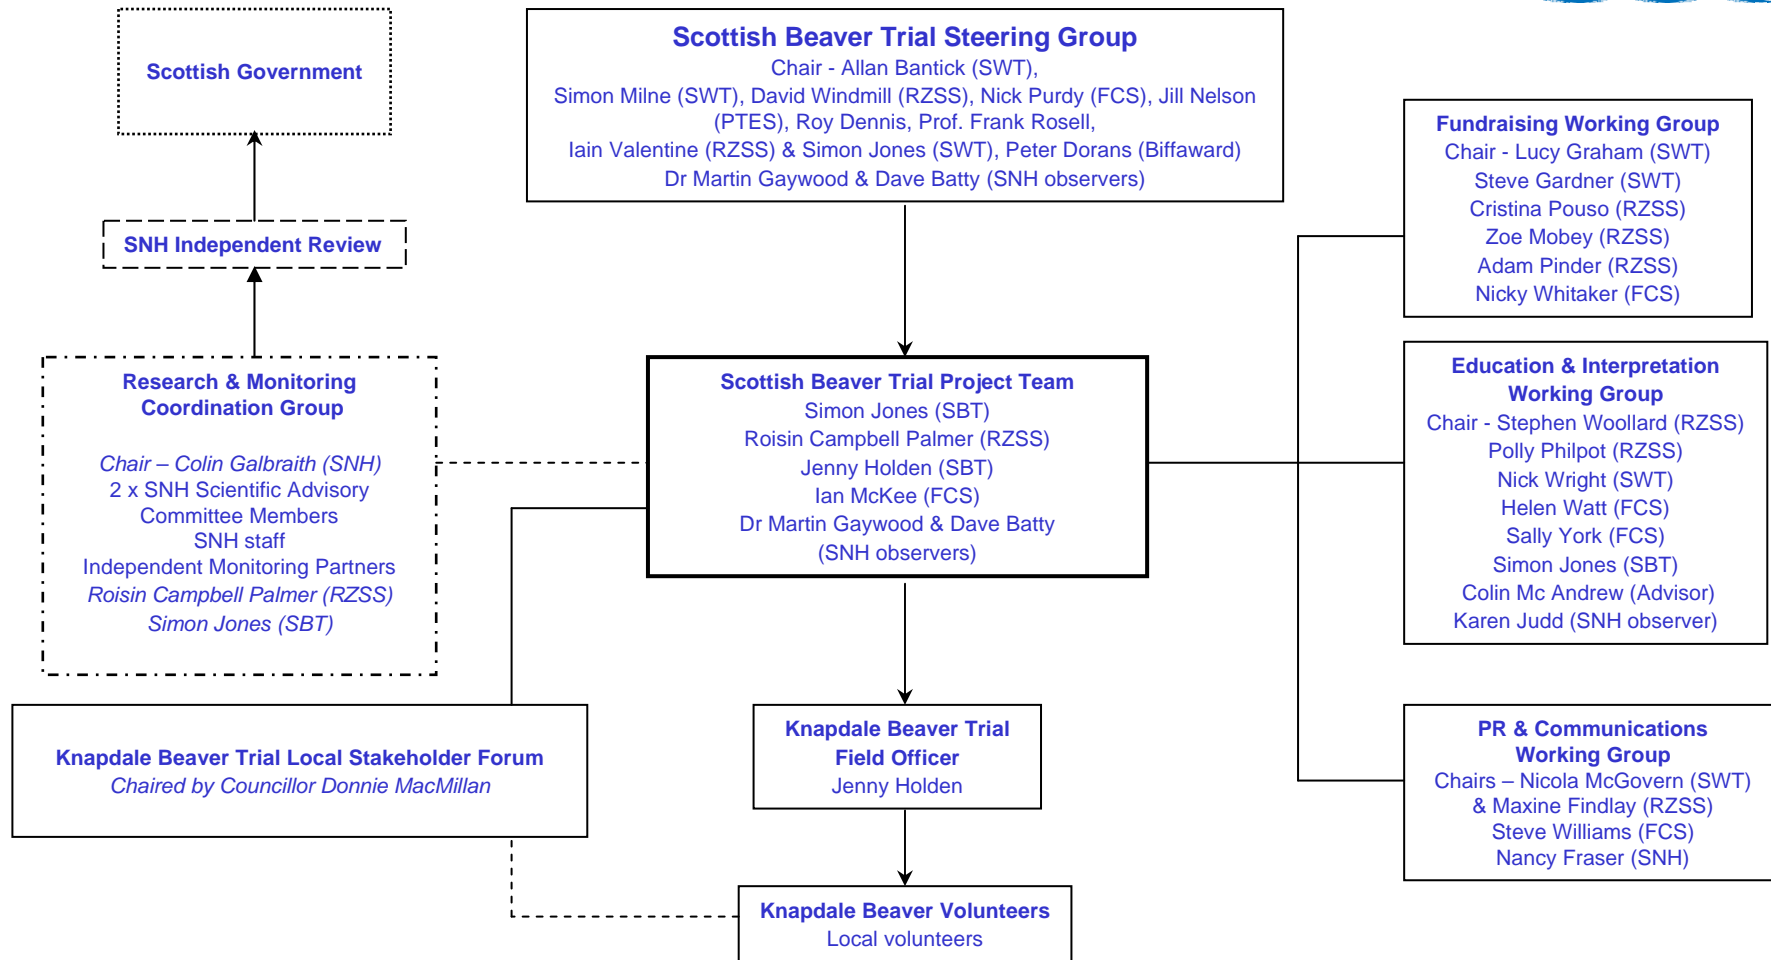 Scottish Government
SNH Independent Review
Research & Monitoring
Coordination Group
Chair – Colin Galbraith (SNH)
2 x SNH Scientific Advisory
Committee Members
SNH staff
Independent Monitoring Partners
Roisin Campbell Palmer (RZSS)
Simon Jones (SBT)
Knapdale Beaver Trial Local Stakeholder Forum
Chaired by Councillor Donnie MacMillan
Scottish Beaver Trial Steering Group
Chair - Allan Bantick (SWT),
Simon Milne (SWT), David Windmill (RZSS), Nick Purdy (FCS), Jill Nelson
(PTES), Roy Dennis, Prof. Frank Rosell,
Iain Valentine (RZSS) & Simon Jones (SWT), Peter Dorans (Biffaward)
Dr Martin Gaywood & Dave Batty (SNH observers)
Scottish Beaver Trial Project Team
Simon Jones (SBT)
Roisin Campbell Palmer (RZSS)
Jenny Holden (SBT)
Ian McKee (FCS)
Dr Martin Gaywood & Dave Batty
(SNH observers)
Knapdale Beaver Trial
Field Officer
Jenny Holden
Knapdale Beaver Volunteers
Local volunteers
Fundraising Working Group
Chair - Lucy Graham (SWT)
Steve Gardner (SWT)
Cristina Pouso (RZSS)
Zoe Mobey (RZSS)
Adam Pinder (RZSS)
Nicky Whitaker (FCS)
Education & Interpretation
Working Group
Chair - Stephen Woollard (RZSS)
Polly Philpot (RZSS)
Nick Wright (SWT)
Helen Watt (FCS)
Sally York (FCS)
Simon Jones (SBT)
Colin Mc Andrew (Advisor)
Karen Judd (SNH observer)
PR & Communications
Working Group
Chairs – Nicola McGovern (SWT)
& Maxine Findlay (RZSS)
Steve Williams (FCS)
Nancy Fraser (SNH)